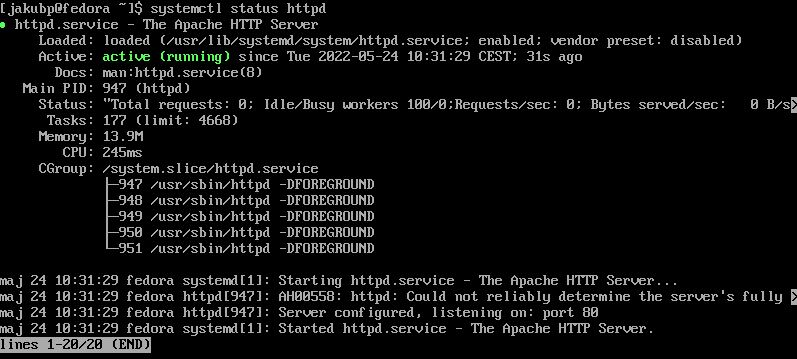 [jakubp@fedora ~]$ systemctl status httpd
● httpd.service - The Apache HTTP Server
Loaded: loaded (/usr/lib/systemd/system/httpd.service; enabled; vendor preset: disabled)
Active: active (running) since Tue 2022-05-24 10:31:29 CEST; 31s ago
Docs: man:httpd.service(8)
Main PID: 947 (httpd)
Status: "Total requests: 0; Idle/Busy workers 100/0;Requests/sec: 0; Bytes served/sec:   0 B/s>
Tasks: 177 (limit: 4668)
Memory: 13.9M
CPU: 245ms
CGroup: /system.slice/httpd.service
├─947 /usr/sbin/httpd -DFOREGROUND
├─948 /usr/sbin/httpd -DFOREGROUND
├─949 /usr/sbin/httpd -DFOREGROUND
├─950 /usr/sbin/httpd -DFOREGROUND
└─951 /usr/sbin/httpd -DFOREGROUND
maj 24 10:31:29 fedora systemd[1]: Starting httpd.service - The Apache HTTP Server...
maj 24 10:31:29 fedora httpd[947]: AH00558: httpd: Could not reliably determine the server's fully >
maj 24 10:31:29 fedora httpd[947]: Server configured, listening on: port 80
maj 24 10:31:29 fedora systemd[1]: Started httpd.service - The Apache HTTP Server.
lines 1-20/20 (END)